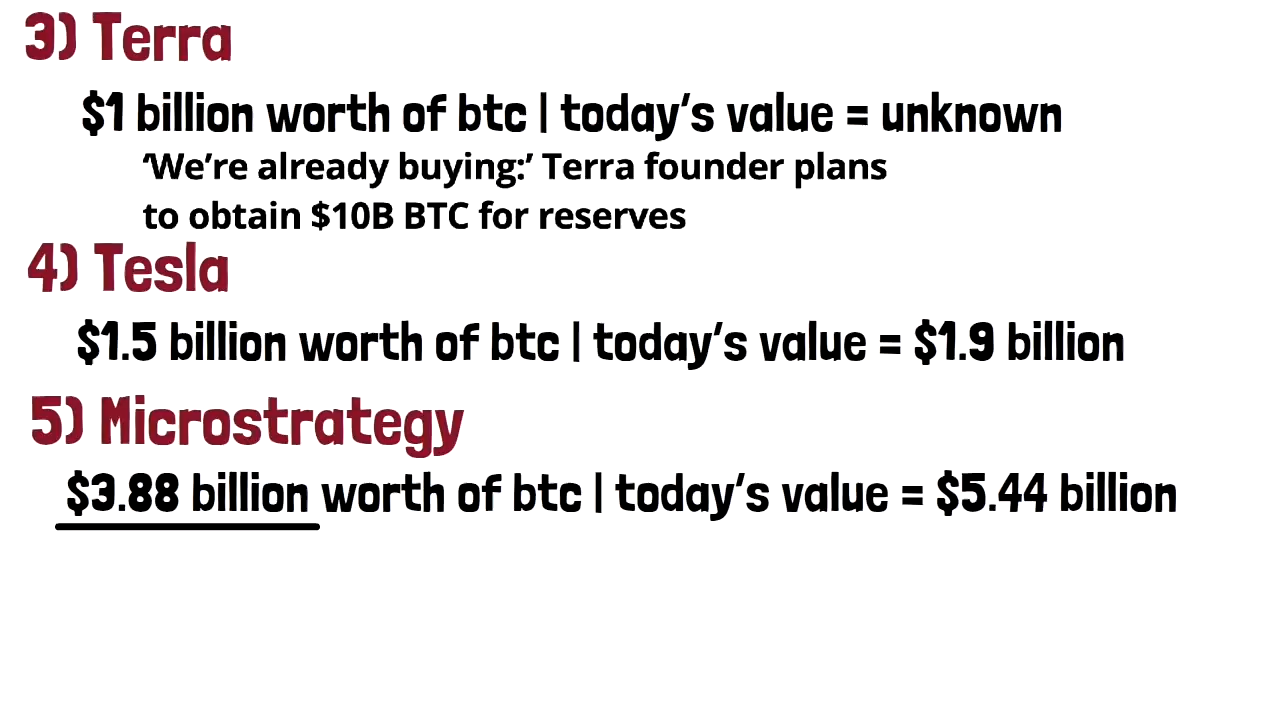 3) Terra
$1 billion worth of btc | today's value = unknown
‘We’re already buying:’ Terra founder plans
to obtain $10B BTC for reserves
4) Tesla
$1.5 billion worth of btc | today's value = $1.9 billion
5) Microstrategy
$3.88 billion worth of btc | today's value = $5.44 billion